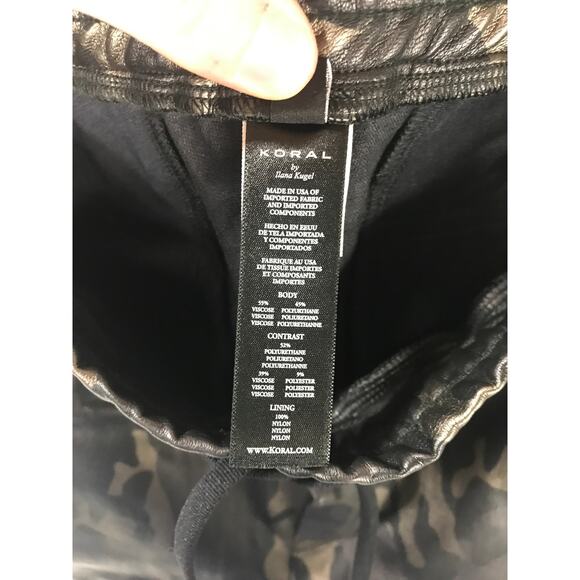 KORAL
by
Ilana Kugel
MADE IN USA OF
IMPORTED FABRIC
AND IMPORTED
COMPONENTS
HECHO EN EEUU
DE TELA IMPORTADA
Y COMPONENTES
IMPORTADOS
FABRIQUE AU USA
DE TISSUE IMPORTES
ET COMPOSANTS
IMPORTES
BODY
55% 45%
VISCOSE POLYURTHANE
VISCOSE POLIURETANO
VISCOSE POLYURETHANNE
CONTRAST
52%
POLYURETHANE
POLIURETANO
POLYURETHANNE
39% 9%
VISCOSE POLYESTER
VISCOSE POLIESTER
VISCOSE POLYESTER
LINING
100%
NYLON
NYLON
NYLON
WWW.KORAL.COM